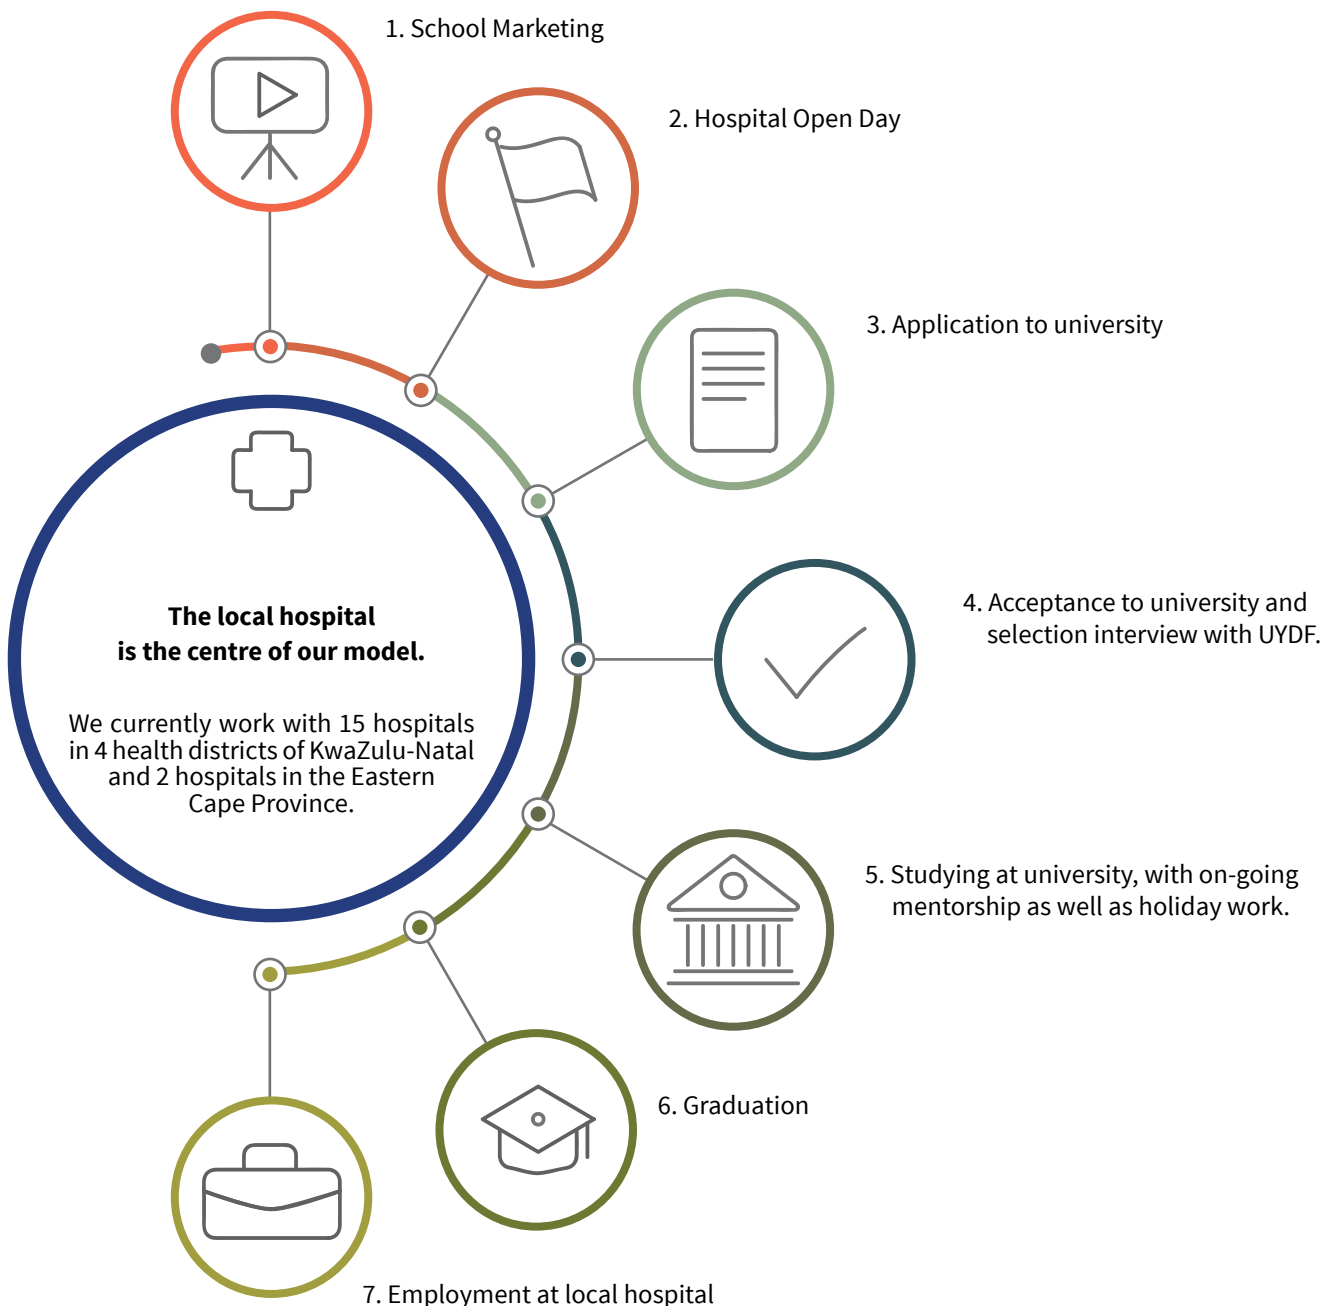 1. School Marketing
2. Hospital Open Day
3. Application to university
The local hospital
is the centre of our model.
We currently work with 15 hospitals
in 4 health districts of KwaZulu-Natal
and 2 hospitals in the Eastern
Cape Province.
4. Acceptance to university and
selection interview with UYDF.
5. Studying at university, with on-going
mentorship as well as holiday work.
6. Graduation
7. Employment at local hospital